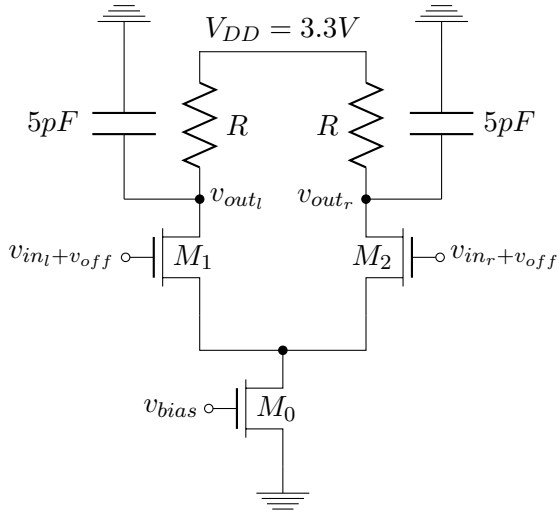 V_{DD} = 3.3V
5pF
R
R
5pF
v_{out_l}
v_{out_r}
v_{in_l+v_{off}}
M_1
M_2
v_{in_r+v_{off}}
v_{bias}
M_0